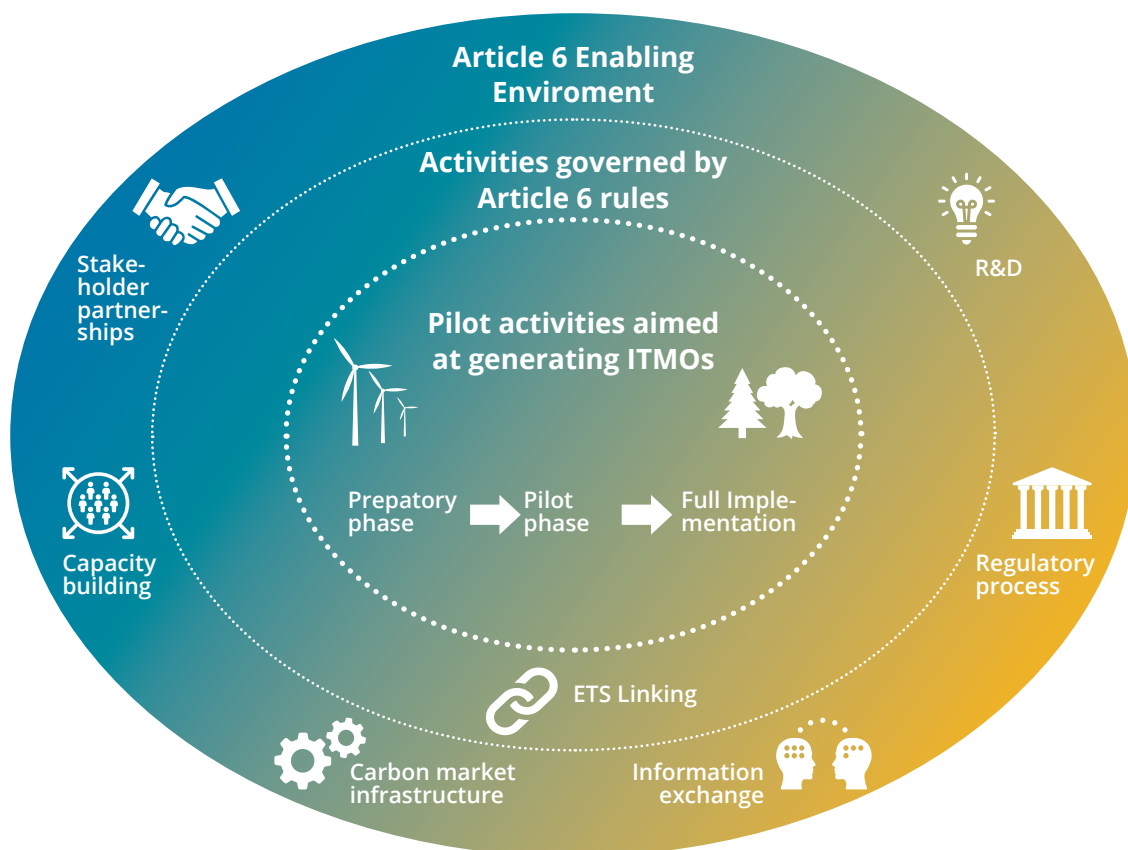 Article 6 Enabling
Enviroment
Activities governed by
Article 6 rules
Stake-
holder
partner-
ships
R&D
Pilot activities aimed
at generating ITMOs
Prepatory
phase
Pilot
phase
Full Imple-
mentation
Capacity
building
Regulatory
process
ETS Linking
Carbon market
infrastructure
Information
exchange